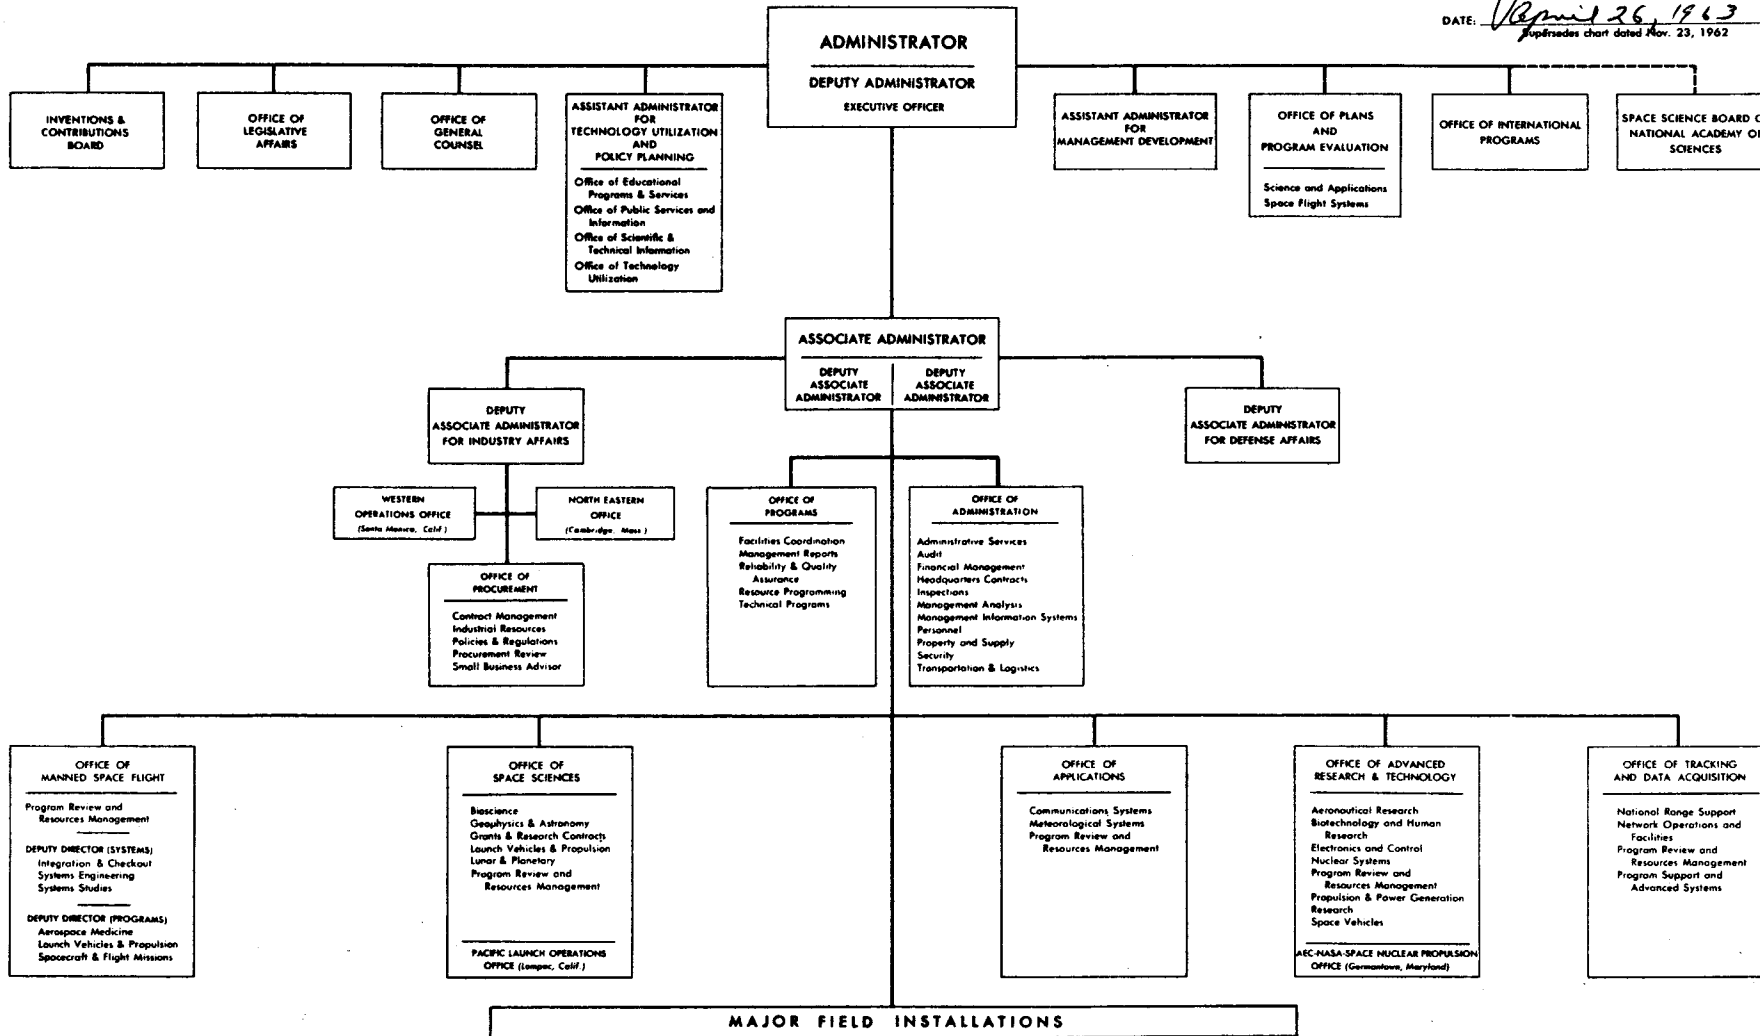 DATE: April 26, 1963
Supersedes chart dated Nov. 23, 1962
ADMINISTRATOR
DEPUTY ADMINISTRATOR
EXECUTIVE OFFICER
INVENTIONS &
CONTRIBUTIONS
BOARD
OFFICE OF
LEGISLATIVE
AFFAIRS
OFFICE OF
GENERAL
COUNSEL
ASSISTANT ADMINISTRATOR
FOR
TECHNOLOGY UTILIZATION
AND
POLICY PLANNING
Office of Educational
Programs & Services
Office of Public Services and
Information
Office of Scientific &
Technical Information
Office of Technology
Utilization
ASSISTANT ADMINISTRATOR
FOR
MANAGEMENT DEVELOPMENT
OFFICE OF PLANS
AND
PROGRAM EVALUATION
Science and Applications
Space Flight Systems
OFFICE OF INTERNATIONAL
PROGRAMS
SPACE SCIENCE BOARD O
NATIONAL ACADEMY O
SCIENCES
ASSOCIATE ADMINISTRATOR
DEPUTY
ASSOCIATE
ADMINISTRATOR
DEPUTY
ASSOCIATE
ADMINISTRATOR
DEPUTY
ASSOCIATE ADMINISTRATOR
FOR INDUSTRY AFFAIRS
DEPUTY
ASSOCIATE ADMINISTRATOR
FOR DEFENSE AFFAIRS
WESTERN
OPERATIONS OFFICE
(Santa Monica, Calif.)
NORTH EASTERN
OFFICE
(Cambridge, Mass.)
OFFICE OF
PROCUREMENT
Contract Management
Industrial Resources
Policies & Regulations
Procurement Review
Small Business Advisor
OFFICE OF
PROGRAMS
Facilities Coordination
Management Reports
Reliability & Quality
Assurance
Resource Programming
Technical Programs
OFFICE OF
ADMINISTRATION
Administrative Services
Audit
Financial Management
Headquarters Contracts
Inspections
Management Analysis
Management Information Systems
Personnel
Property and Supply
Security
Transportation & Logistics
OFFICE OF
MANNED SPACE FLIGHT
Program Review and
Resources Management
DEPUTY DIRECTOR (SYSTEMS)
Integration & Checkout
Systems Engineering
Systems Studies
DEPUTY DIRECTOR (PROGRAMS)
Aerospace Medicine
Launch Vehicles & Propulsion
Spacecraft & Flight Missions
OFFICE OF
SPACE SCIENCES
Bioscience
Geophysics & Astronomy
Grants & Research Contracts
Launch Vehicles & Propulsion
Lunar & Planetary
Program Review and
Resources Management
PACIFIC LAUNCH OPERATIONS
OFFICE (Lompoc, Calif.)
OFFICE OF
APPLICATIONS
Communications Systems
Meteorological Systems
Program Review and
Resources Management
OFFICE OF ADVANCED
RESEARCH & TECHNOLOGY
Aeronautical Research
Biotechnology and Human
Research
Electronics and Control
Nuclear Systems
Program Review and
Resources Management
Propulsion & Power Generation
Research
Space Vehicles
AEC-NASA-SPACE NUCLEAR PROPULSION
OFFICE (Germantown, Maryland)
OFFICE OF TRACKING
AND DATA ACQUISITION
National Range Support
Network Operations and
Facilities
Program Review and
Resources Management
Program Support and
Advanced Systems
MAJOR FIELD INSTALLATIONS